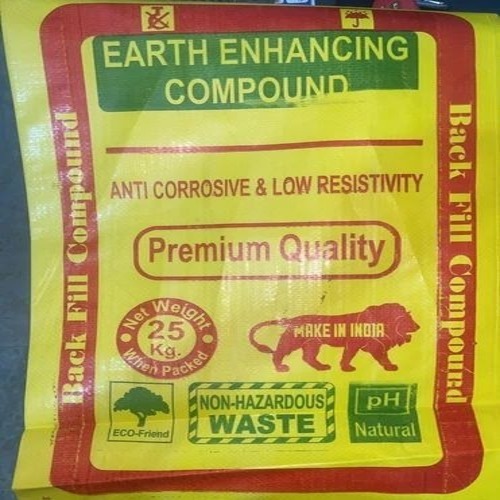 EARTH ENHANCING
COMPOUND
ANTI CORROSIVE & LOW RESISTIVITY
Premium Quality
Back Fill Compound
Back Fill Compound
Net Weight
25
Kg.
When Packed
MAKE IN INDIA
ECO-Friend
NON-HAZARDOUS
WASTE
pH
Natural